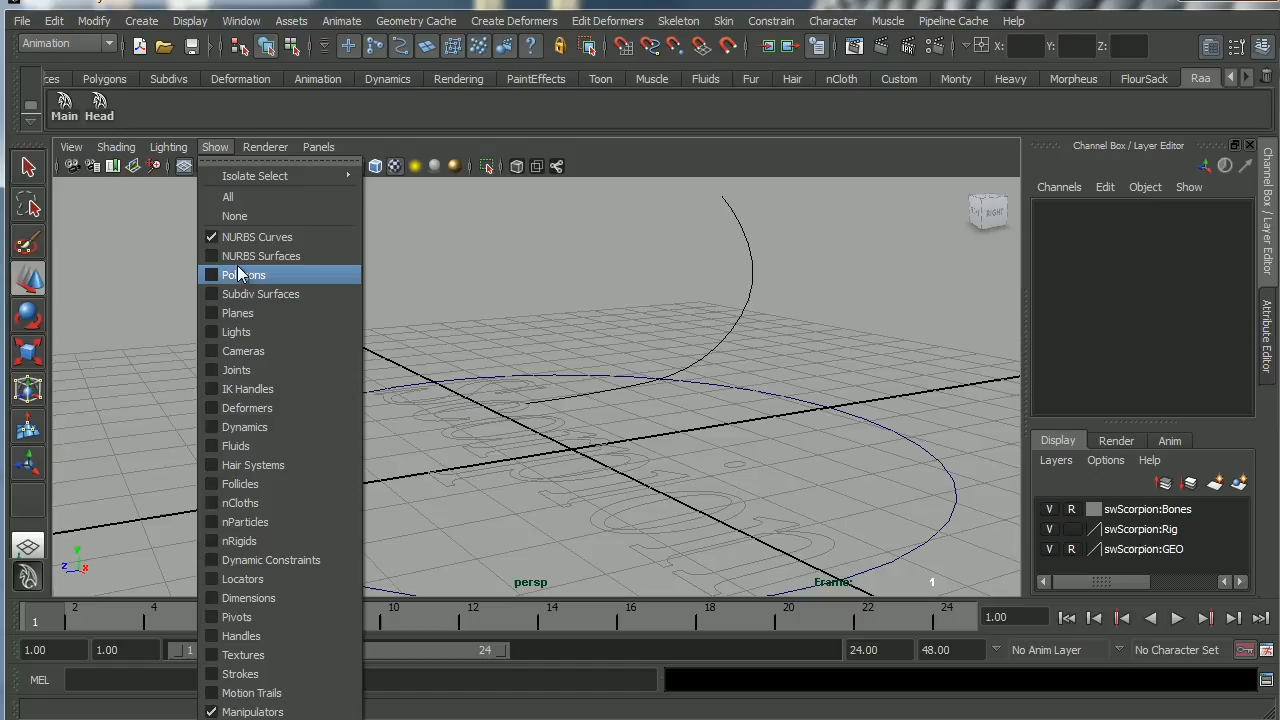 File Edit Modify Create Display Window Assets Animate Geometry Cache Create Deformers Edit Deformers Skeleton Skin Constrain Character Muscle Pipeline Cache Help
Animation X: Y: Z:
ces Polygons Subdivs Deformation Animation Dynamics Rendering PaintEffects Toon Muscle Fluids Fur Hair nCloth Custom Monty Heavy Morpheus FlourSack Raa
Main Head
View Shading Lighting Show Renderer Panels
Channel Box / Layer Editor
Isolate Select
All
None
NURBS Curves
NURBS Surfaces
Polygons
Subdiv Surfaces
Planes
Lights
Cameras
Joints
IK Handles
Deformers
Dynamics
Fluids
Hair Systems
Follicles
nCloths
nParticles
nRigids
Dynamic Constraints
Locators
Dimensions
Pivots
Handles
Textures
Strokes
Motion Trails
Manipulators
RIGHT
Channels Edit Object Show
Channel Box / Layer Editor
Attribute Editor
Display Render Anim
Layers Options Help
V R swScorpion:Bones
V swScorpion:Rig
V R swScorpion:GEO
y
z x
persp
Frame: 1
1 2 4 10 12 14 16 18 20 22 24 1.00
1.00 1.00 1 24 24.00 48.00 No Anim Layer No Character Set
MEL